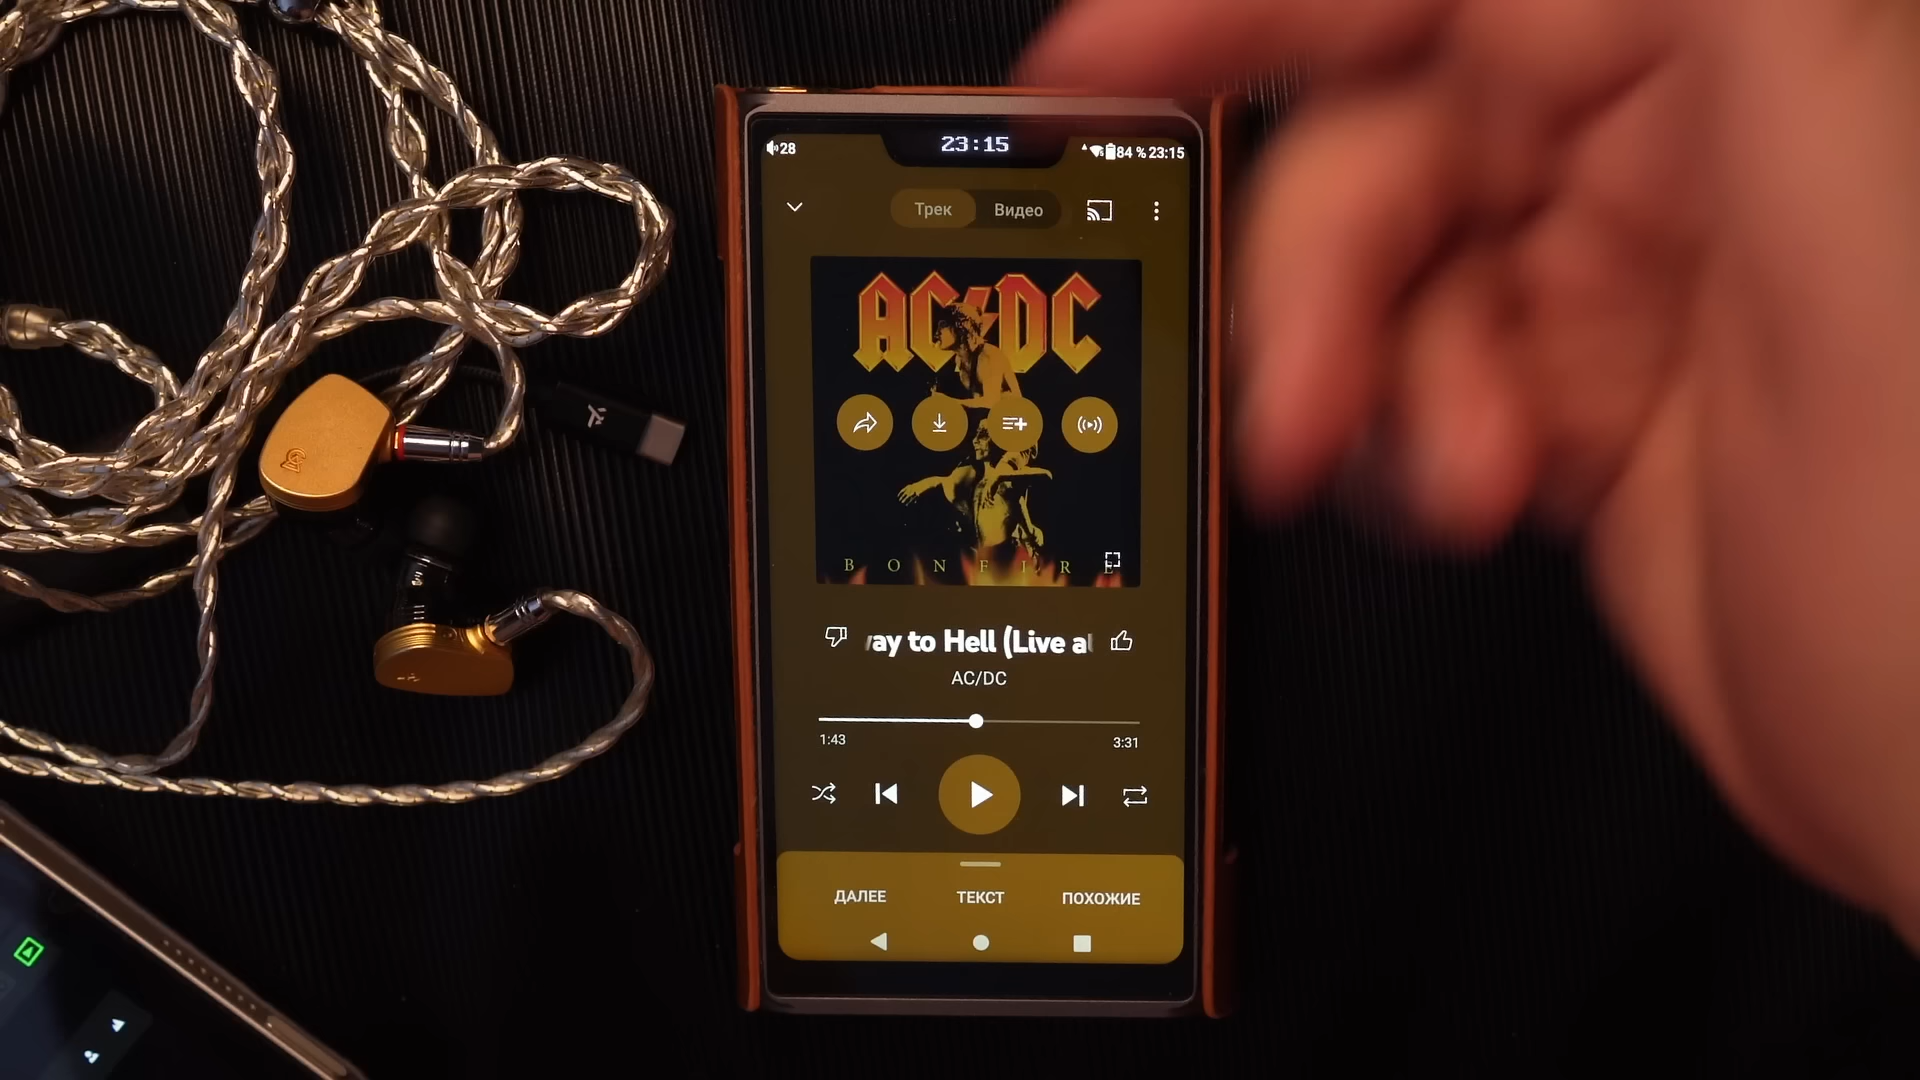 28
23:15
84 % 23:15
Трек
Видео
AC/DC
BONFIRE
ay to Hell (Live a
AC/DC
1:43
3:31
ДАЛЕЕ
ТЕКСТ
ПОХОЖИЕ